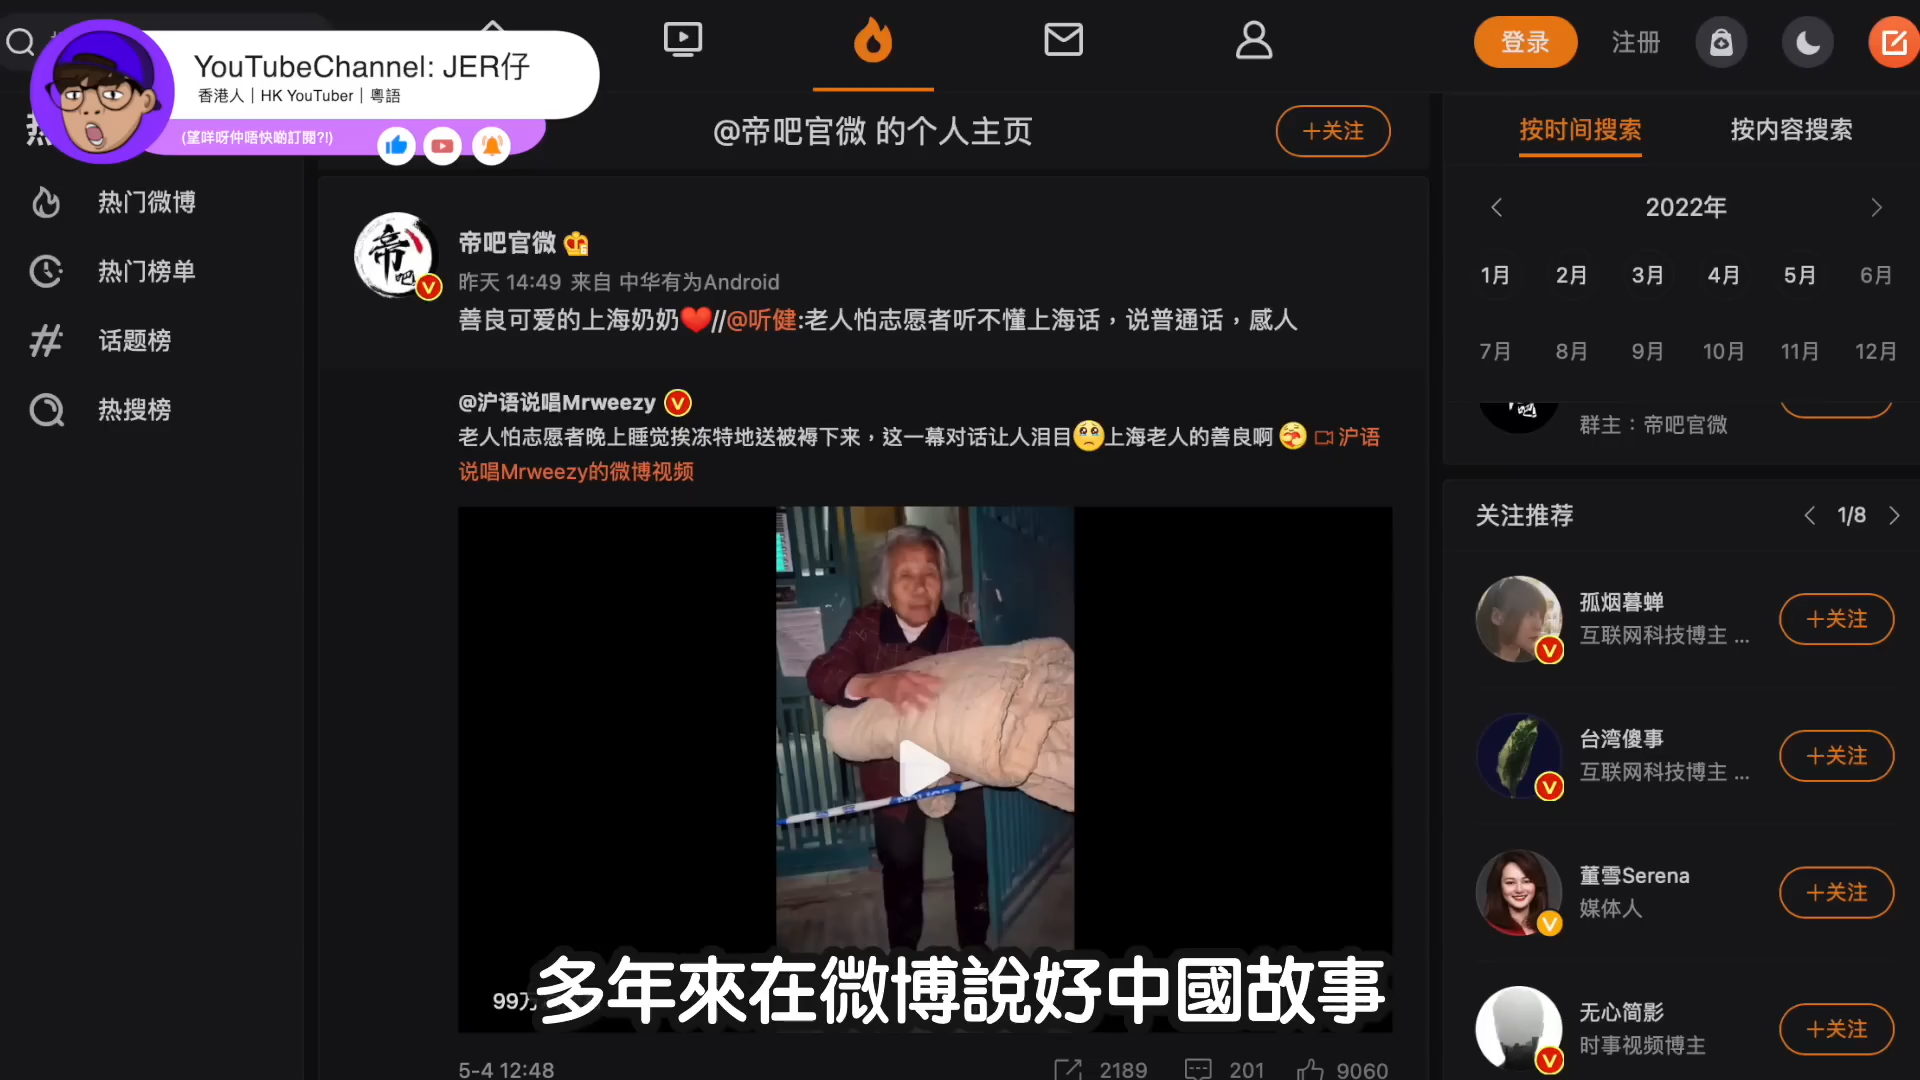 YouTubeChannel: JER仔
香港人 | HK YouTuber | 粵語
(望咩呀仲唔快啲訂閱?!)
登录
注册
热门微博
热门榜单
话题榜
热搜榜
@帝吧官微 的个人主页
+关注
帝吧官微
昨天 14:49 来自 中华有为Android
善良可爱的上海奶奶//@听健:老人怕志愿者听不懂上海话，说普通话，感人
@沪语说唱Mrweezy
老人怕志愿者晚上睡觉挨冻特地送被褥下来，这一幕对话让人泪目上海老人的善良啊 沪语
说唱Mrweezy的微博视频
POLICE
99万
多年來在微博說好中國故事
5-4 12:48
2189
201
9060
按时间搜索
按内容搜索
2022年
1月 2月 3月 4月 5月 6月
7月 8月 9月 10月 11月 12月
群主：帝吧官微
关注推荐
1/8
孤烟暮蝉
互联网科技博主 ...
+关注
台湾傻事
互联网科技博主 ...
+关注
董雪Serena
媒体人
+关注
无心简影
时事视频博主
+关注